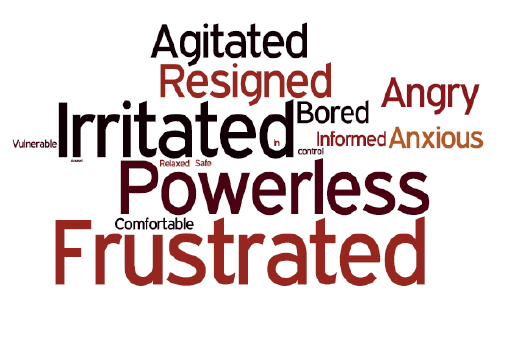 Agitated
Resigned
Angry
Bored
Irritated
In
control
Informed
Anxious
Vulnerable
Relaxed
Safe
Powerless
Comfortable
Frustrated